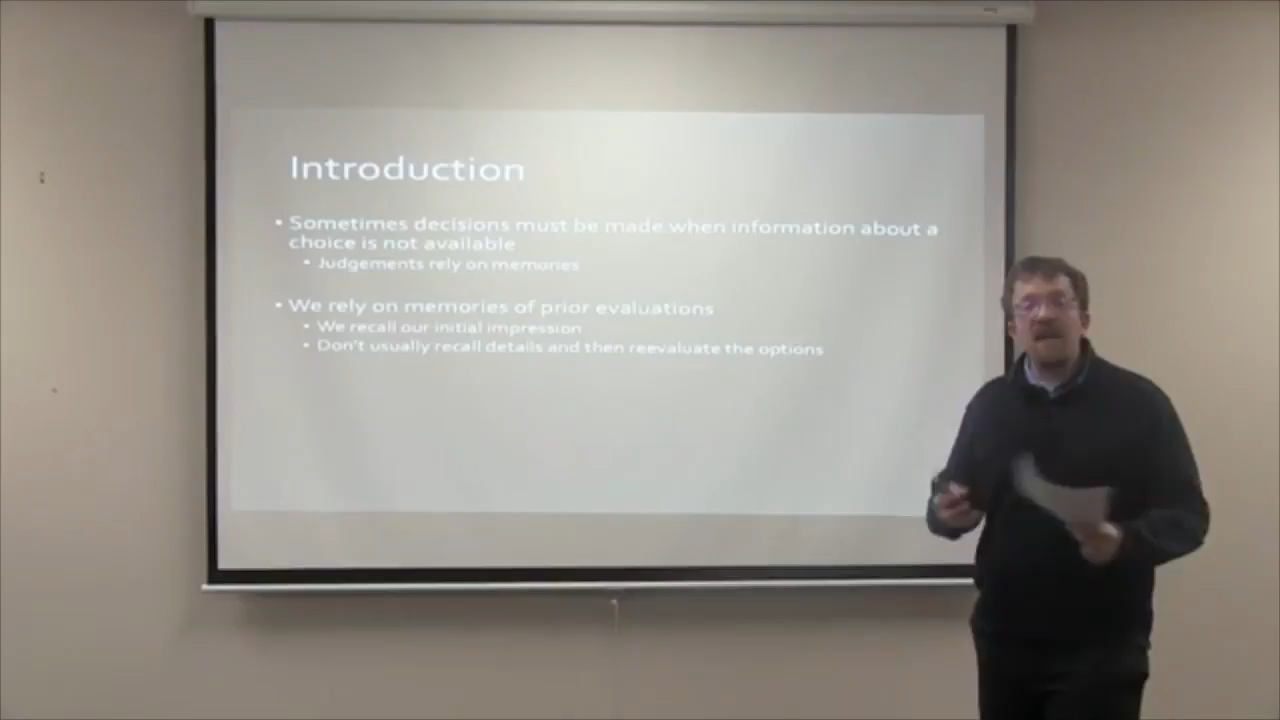 Introduction
• Sometimes decisions must be made when information about a
choice is not available
• Judgements rely on memories
• We rely on memories of prior evaluations
• We recall our initial impression
• Don't usually recall details and then reevaluate the options